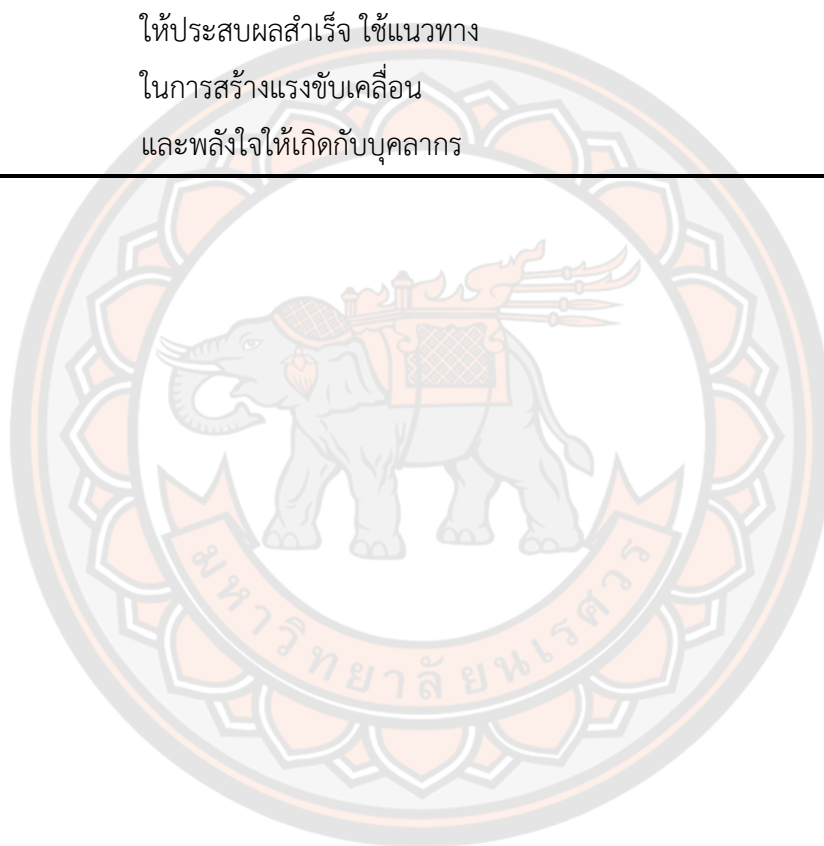 ให้ประสบผลสำเร็จ ใช้แนวทาง
ในการสร้างแรงขับเคลื่อน
และพลังใจให้เกิดกับบุคลากร
มหาวิทยาลัยนเรศวร